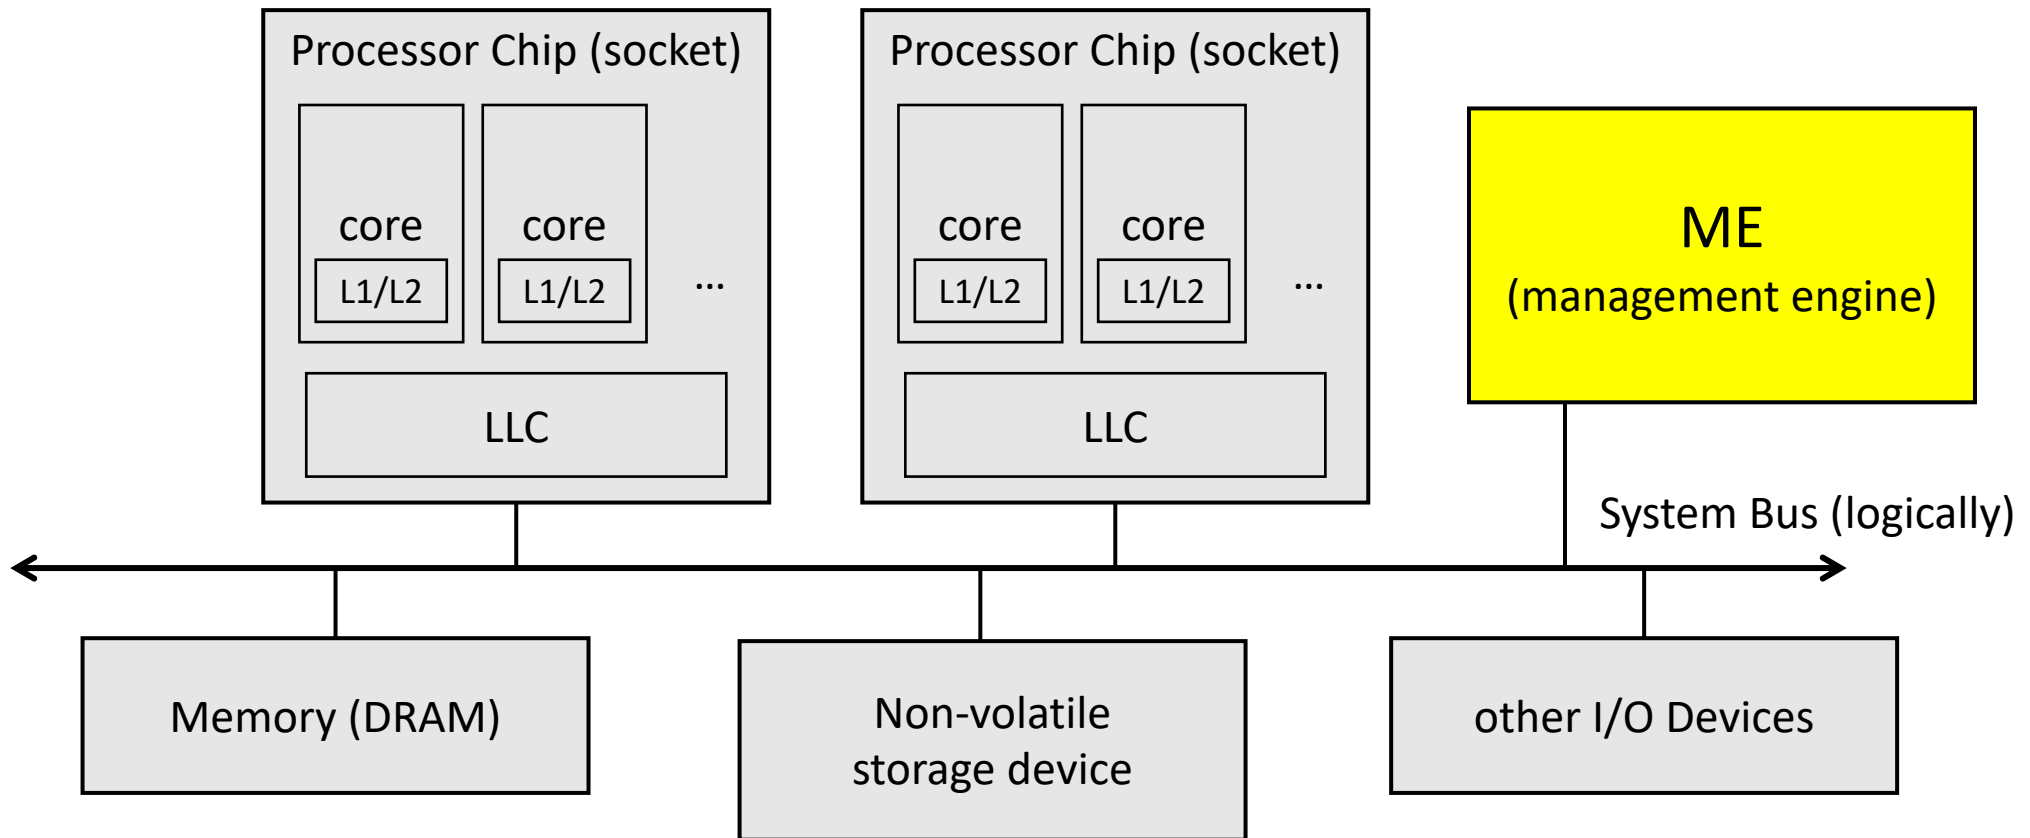 Processor Chip (socket)
core
L1/L2
core
L1/L2
...
LLC
Processor Chip (socket)
core
L1/L2
core
L1/L2
...
LLC
ME
(management engine)
System Bus (logically)
Memory (DRAM)
Non-volatile
storage device
other I/O Devices